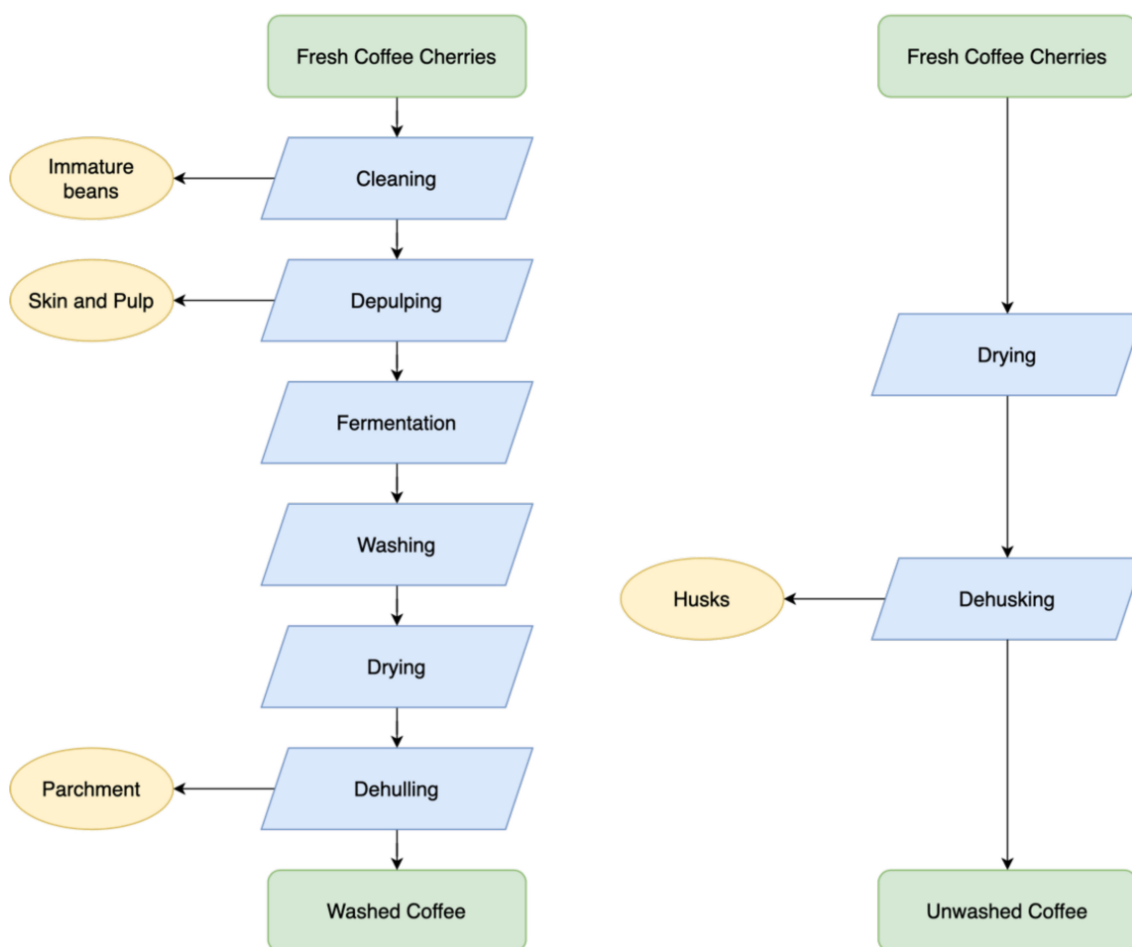 Fresh Coffee Cherries
Immature
beans
Cleaning
Skin and Pulp
Depulping
Fermentation
Washing
Drying
Parchment
Dehulling
Washed Coffee
Fresh Coffee Cherries
Drying
Husks
Dehusking
Unwashed Coffee